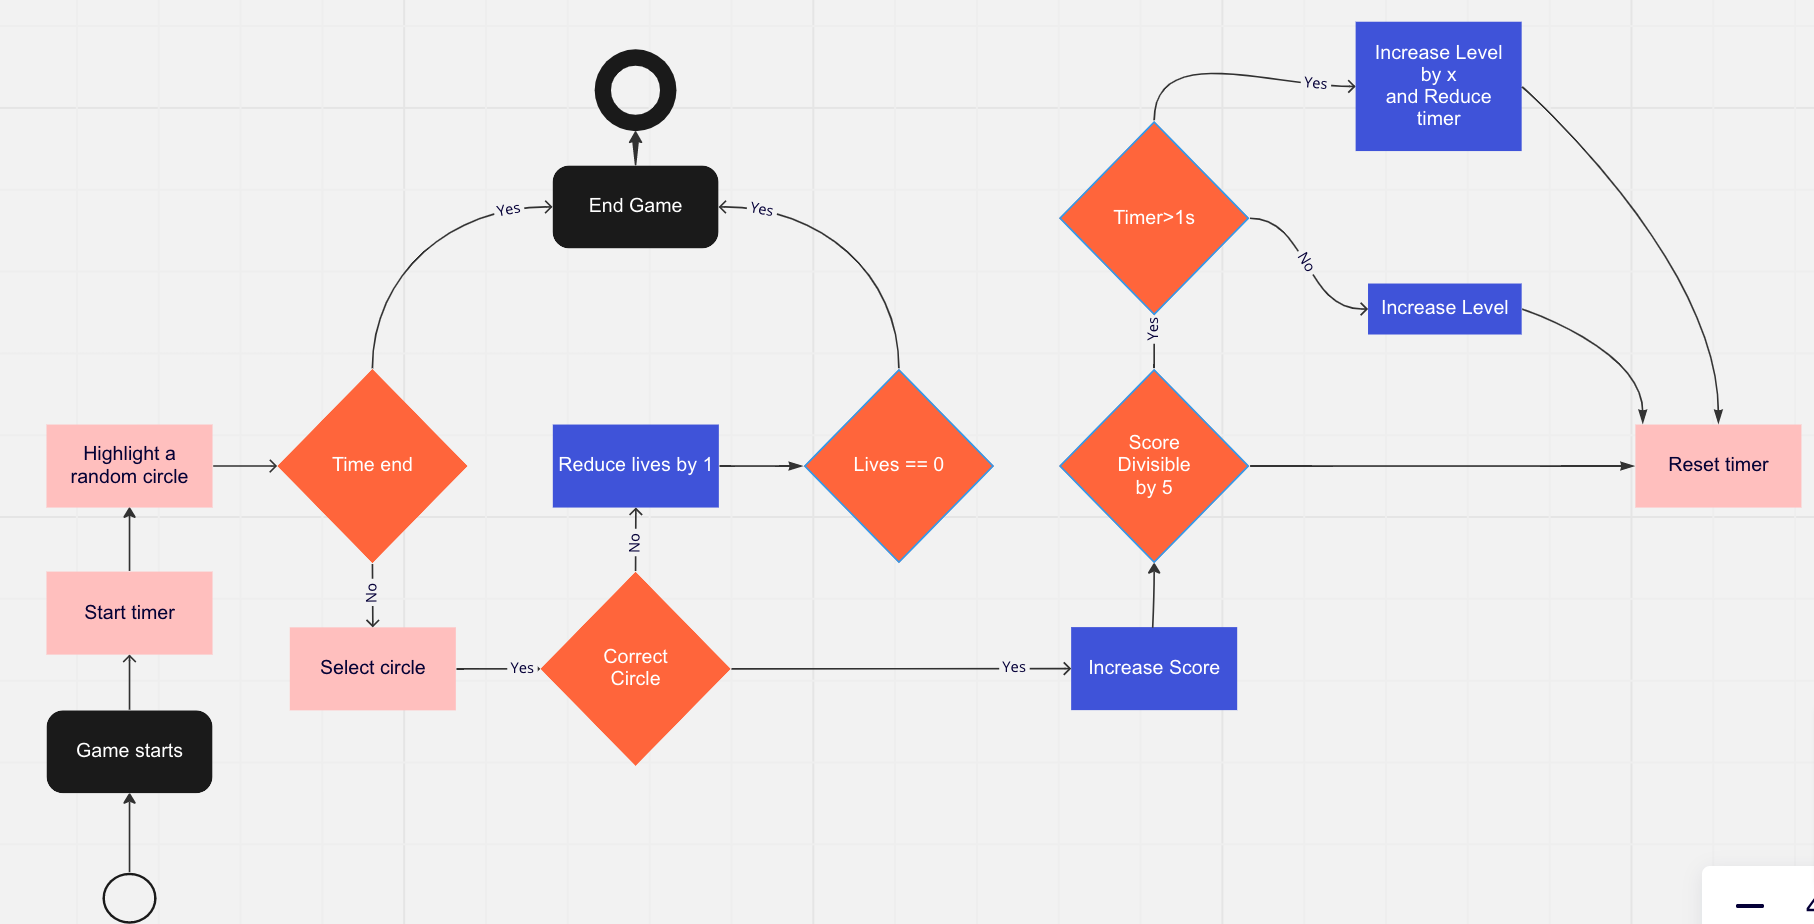 Increase Level
by x
and Reduce
timer
Yes
End Game
Yes
Yes
Timer>1s
No
Increase Level
Yes
Highlight a
random circle
Time end
Reduce lives by 1
Lives == 0
Score
Divisible
by 5
Reset timer
No
No
Start timer
Select circle
Yes
Correct
Circle
Yes
Increase Score
Game starts